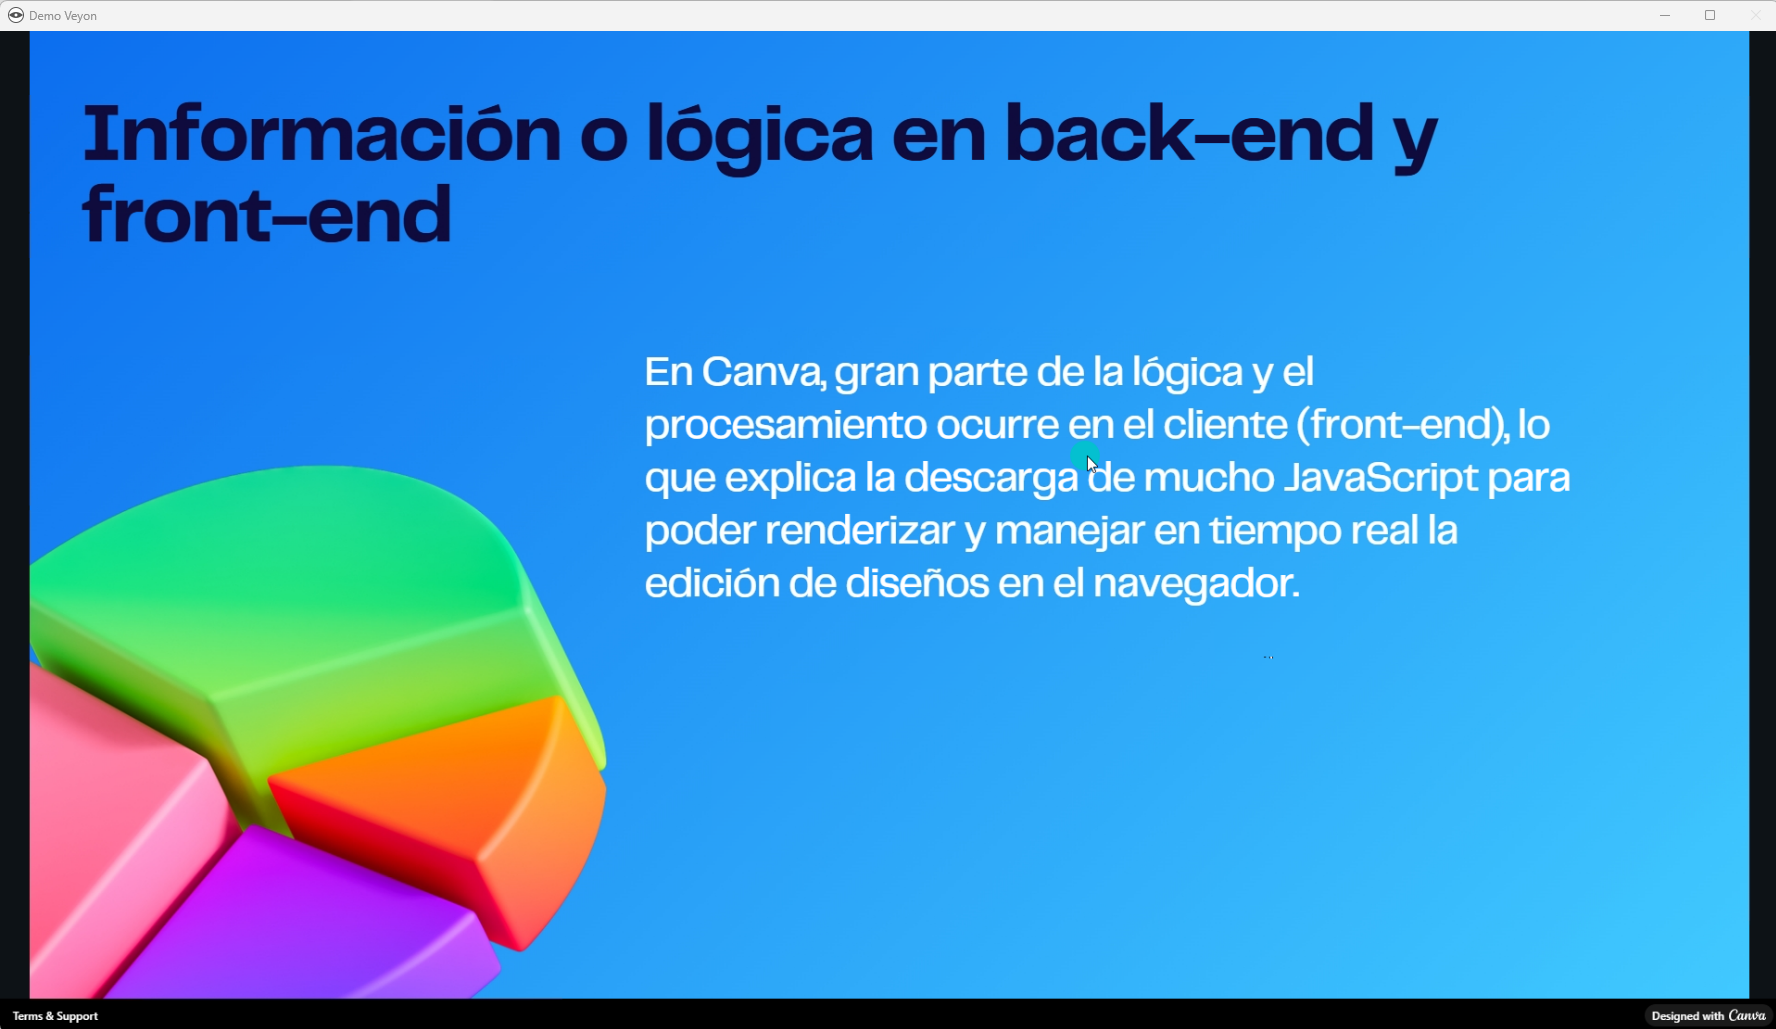 Demo Veyon
Información o lógica en back-end y
front-end
En Canva, gran parte de la lógica y el
procesamiento ocurre en el cliente (front-end), lo
que explica la descarga de mucho JavaScript para
poder renderizar y manejar en tiempo real la
edición de diseños en el navegador.
Terms & Support
Designed with Canva